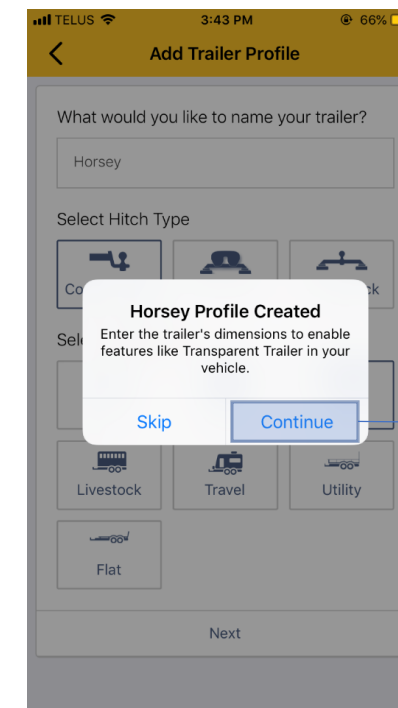 TELUS 3:43 PM 66%
Add Trailer Profile
What would you like to name your trailer?
Horsey
Select Hitch Type
Co
ck
Horsey Profile Created
Enter the trailer's dimensions to enable
features like Transparent Trailer in your
vehicle.
Sele
Skip Continue
Livestock Travel Utility
Flat
Next